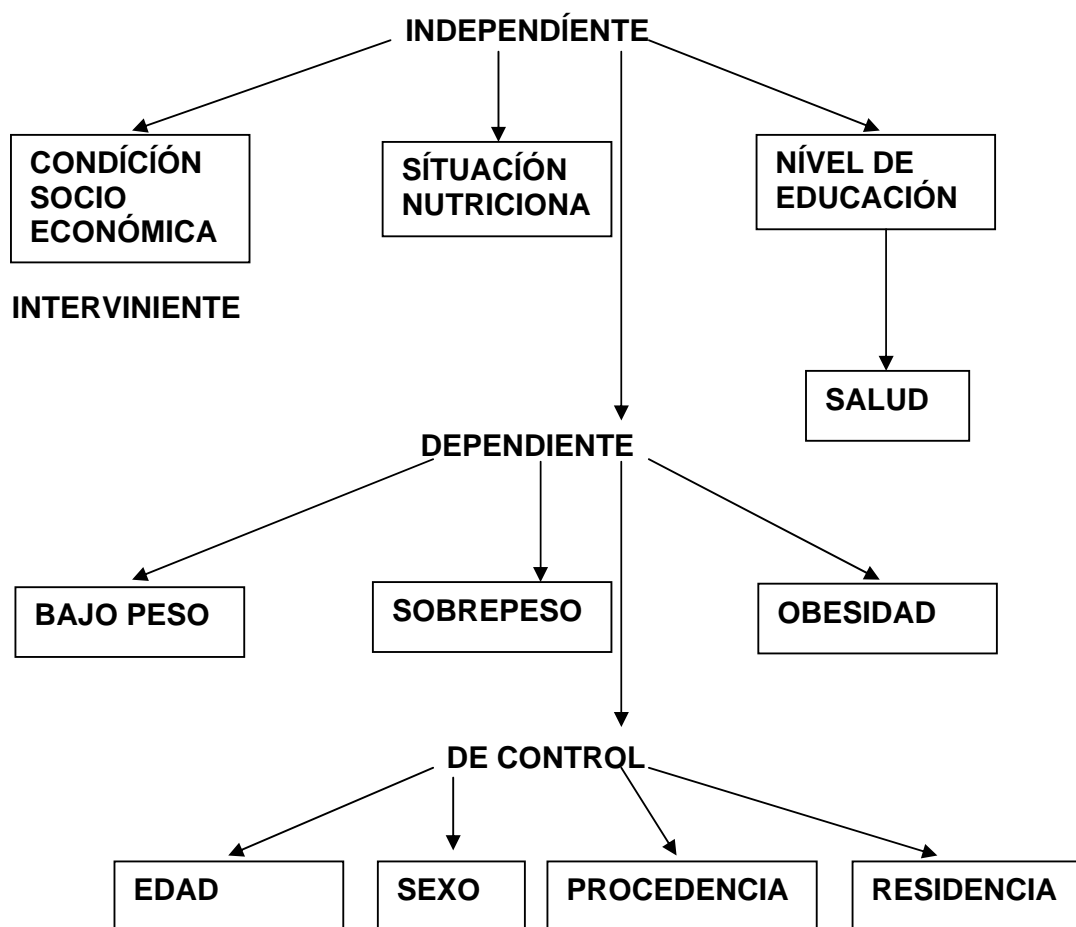 INDEPENDÍENTE
CONDÍCÍÓN
SOCIO
ECONÓMICA
SÍTUACÍÓN
NUTRICIONA
NÍVEL DE
EDUCACIÓN
INTERVINIENTE
SALUD
DEPENDÍENTE
BAJO PESO
SOBREPESO
OBESIDAD
DE CONTROL
EDAD
SEXO
PROCEDENCIA
RESIDENCIA